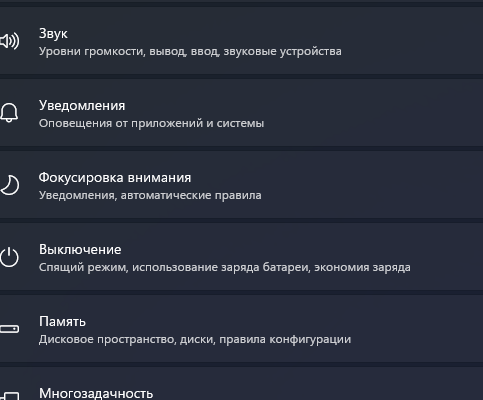 Звук
Уровни громкости, вывод, ввод, звуковые устройства
Уведомления
Оповещения от приложений и системы
Фокусировка внимания
Уведомления, автоматические правила
Выключение
Спящий режим, использование заряда батареи, экономия заряда
Память
Дисковое пространство, диски, правила конфигурации
Многозадачность